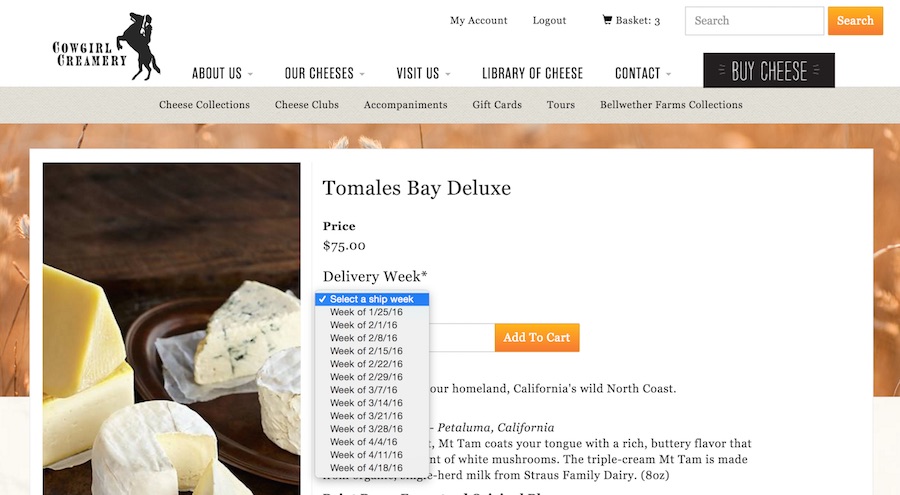 My Account Logout Basket: 3 Search Search
COWGIRL
CREAMERY
ABOUT US OUR CHEESES VISIT US LIBRARY OF CHEESE CONTACT BUY CHEESE
Cheese Collections Cheese Clubs Accompaniments Gift Cards Tours Bellwether Farms Collections
Tomales Bay Deluxe
Price
$75.00
Delivery Week*
✓ Select a ship week
Week of 1/25/16
Week of 2/1/16
Week of 2/8/16
Add To Cart
Week of 2/15/16
Week of 2/22/16
Week of 2/29/16
Week of 3/7/16
our homeland, California's wild North Coast.
Week of 3/14/16
Week of 3/21/16
Week of 3/28/16
- Petaluma, California
Week of 4/4/16
, Mt Tam coats your tongue with a rich, buttery flavor that
Week of 4/11/16
nt of white mushrooms. The triple-cream Mt Tam is made
Week of 4/18/16
-herd milk from Straus Family Dairy. (8oz)